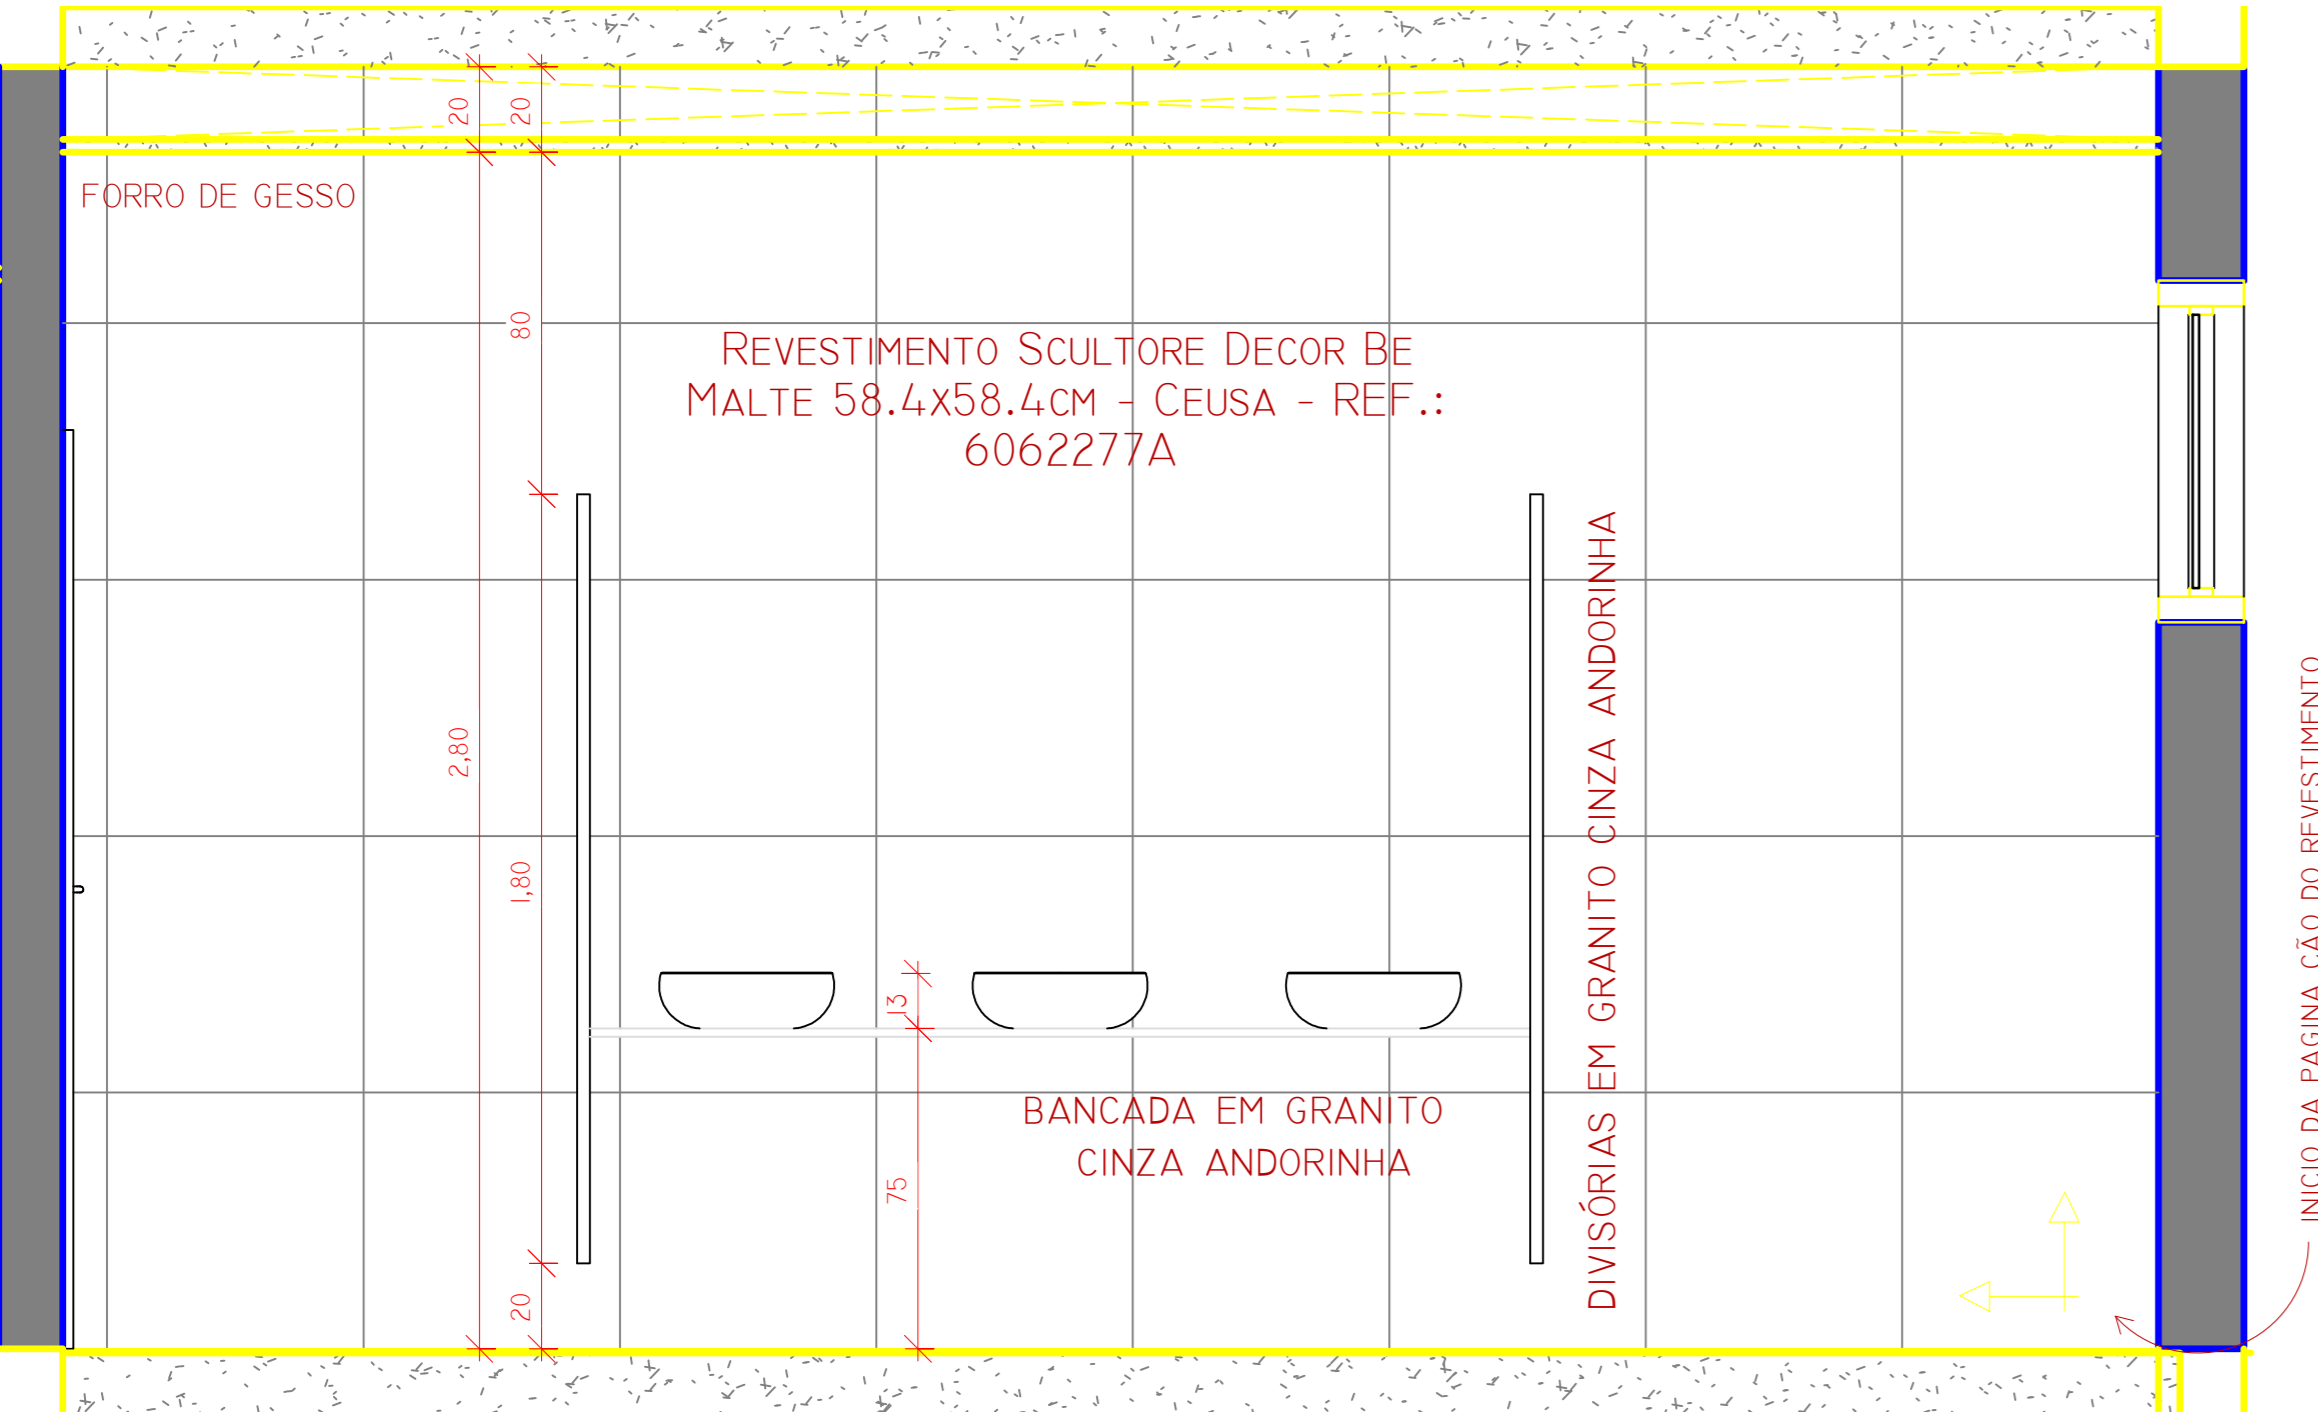 20
20
FORRO DE GESSO
80
REVESTIMENTO SCULTORE DECOR BE
MALTE 58.4X58.4CM - CEUSA - REF.:
6062277A
2,80
1,80
13
75
20
BANCADA EM GRANITO
CINZA ANDORINHA
DIVISÓRIAS EM GRANITO CINZA ANDORINHA
INICIO DA PAGINA ÇÃO DO REVESTIMENTO